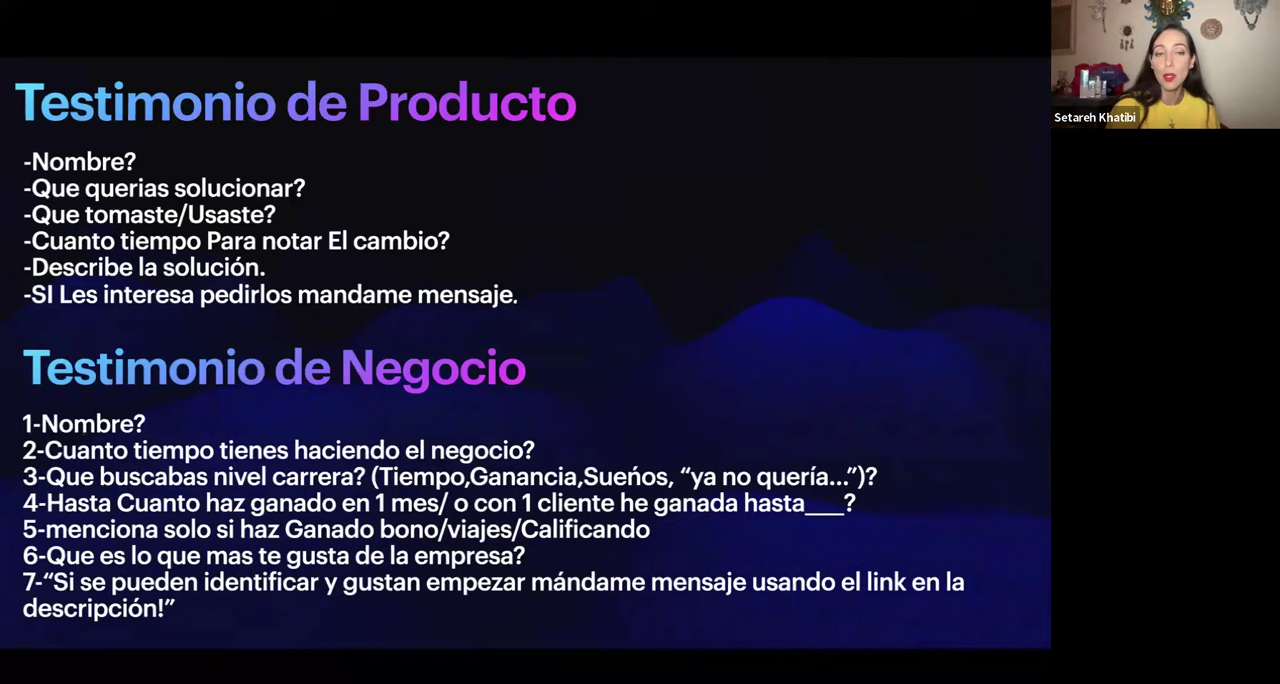 Testimonio de Producto
-Nombre?
-Que querias solucionar?
-Que tomaste/Usaste?
-Cuanto tiempo Para notar El cambio?
-Describe la solución.
-SI Les interesa pedirlos mandame mensaje.
Testimonio de Negocio
1-Nombre?
2-Cuanto tiempo tienes haciendo el negocio?
3-Que buscabas nivel carrera? (Tiempo,Ganancia,Sueńos, “ya no quería...”)?
4-Hasta Cuanto haz ganado en 1 mes/ o con 1 cliente he ganada hasta____?
5-menciona solo si haz Ganado bono/viajes/Calificando
6-Que es lo que mas te gusta de la empresa?
7-“Si se pueden identificar y gustan empezar mándame mensaje usando el link en la
descripción!”
Setareh Khatibi